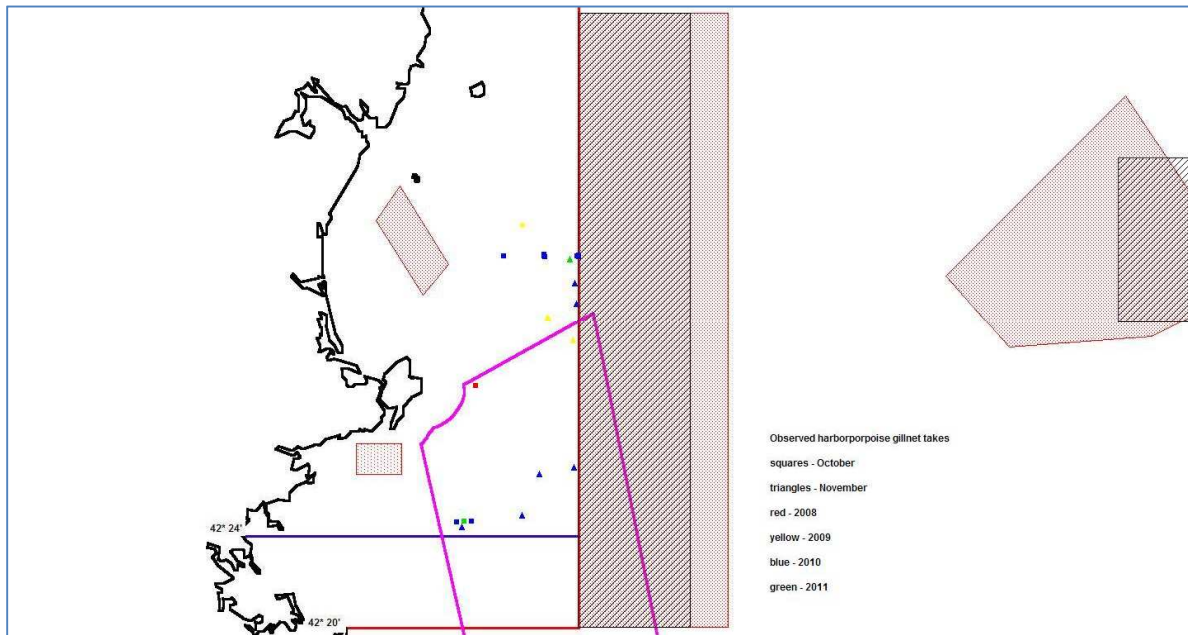 Observed harborporpoise gillnet takes
squares - October
triangles - November
red - 2008
yellow - 2009
42* 24'
blue - 2010
green - 2011
42* 20'